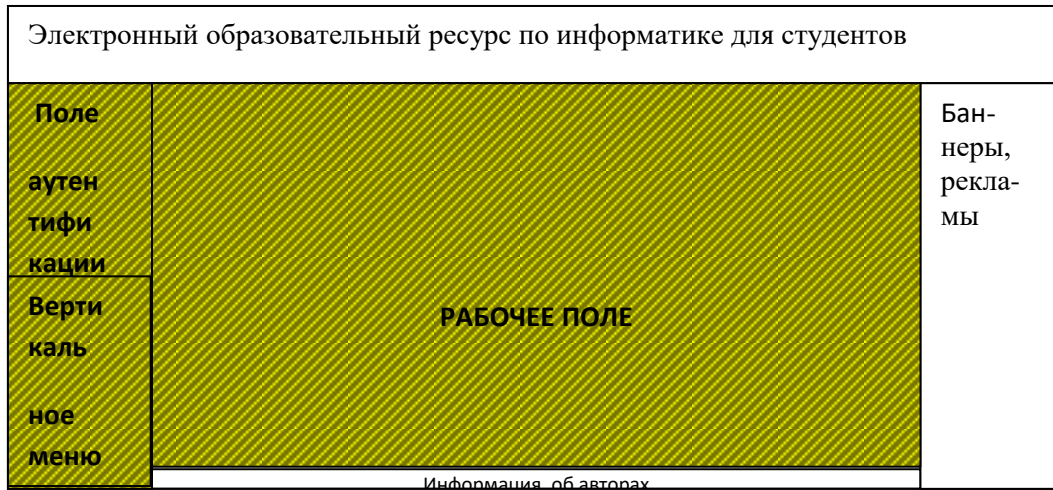 Электронный образовательный ресурс по информатике для студентов
Поле
аутен
тифи
кации
Верти
каль
ное
меню
РАБОЧЕЕ ПОЛЕ
Бан-
неры,
рекла-
мы
Информация об авторах